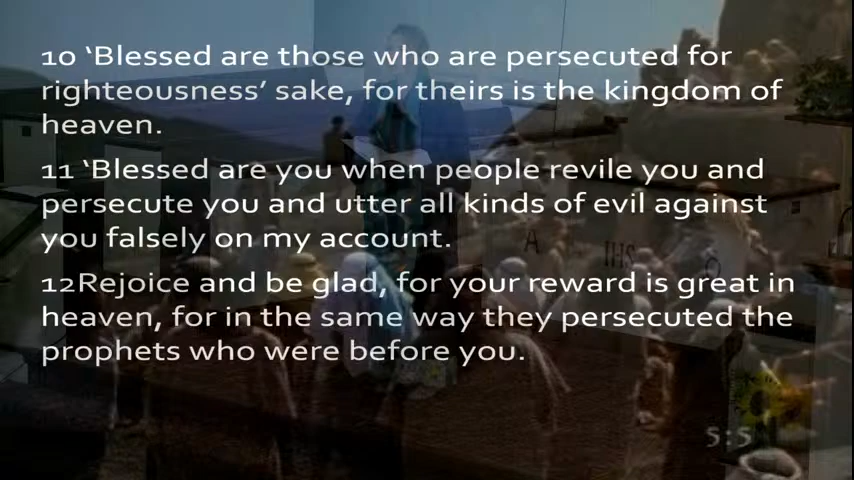 10 ‘Blessed are those who are persecuted for
righteousness’ sake, for theirs is the kingdom of
heaven.
11 ‘Blessed are you when people revile you and
persecute you and utter all kinds of evil against
you falsely on my account.
12Rejoice and be glad, for your reward is great in
heaven, for in the same way they persecuted the
prophets who were before you.
A IHS Ω
5:5